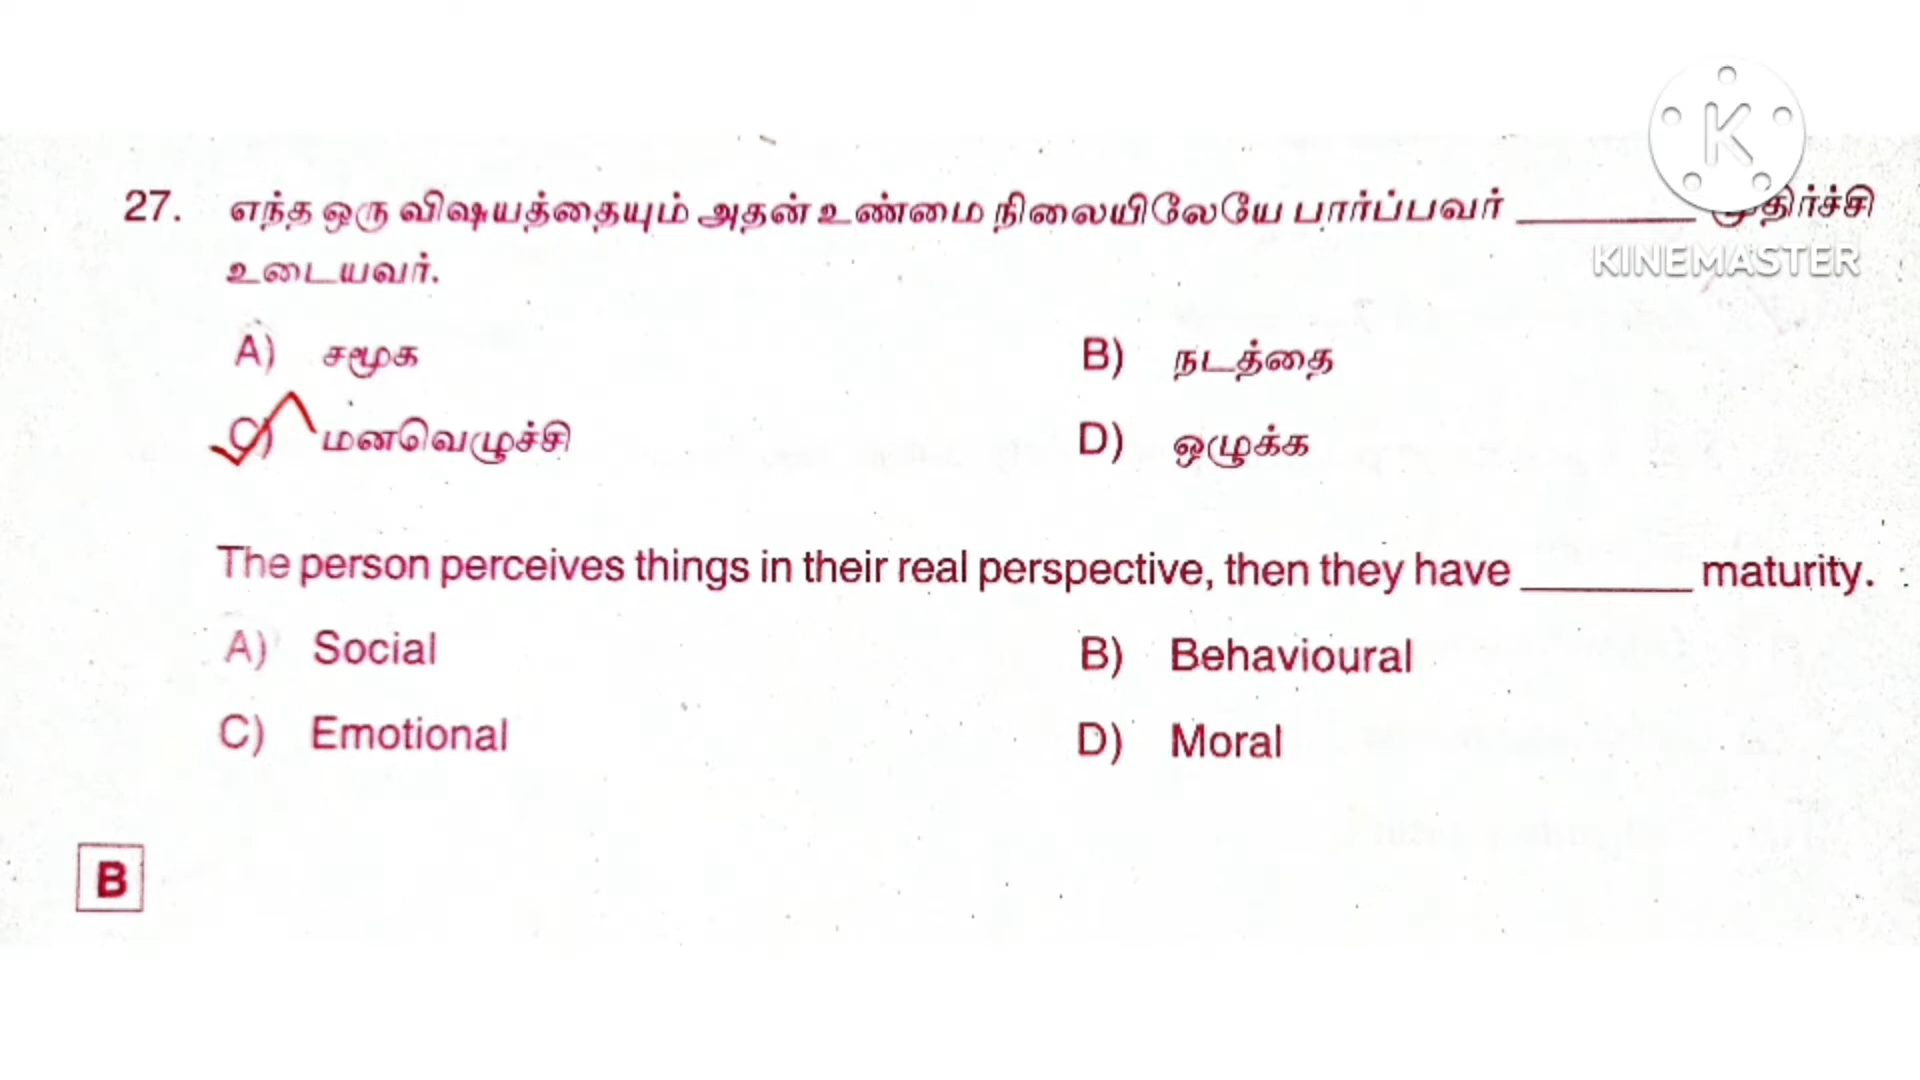 K
27. எந்த ஒரு விஷயத்தையும் அதன் உண்மை நிலையிலேயே பார்ப்பவர் ________ முதிர்ச்சி
KINEMASTER
உடையவர்.
A) சமூக B) நடத்தை
C) மனவெழுச்சி D) ஒழுக்க
The person perceives things in their real perspective, then they have ________ maturity.
A) Social B) Behavioural
C) Emotional D) Moral
B